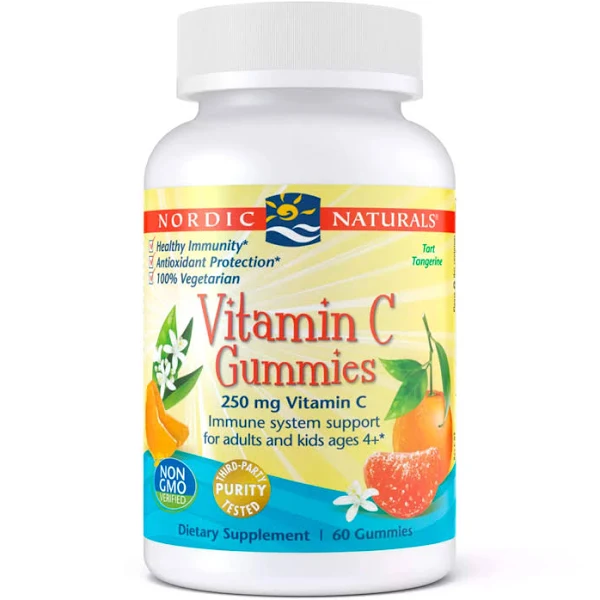 NORDIC NATURALS®
Healthy Immunity*
Antioxidant Protection*
100% Vegetarian
Tart
Tangerine
Vitamin C
Gummies
250 mg Vitamin C
Immune system support
for adults and kids ages 4+*
NON
GMO
VERIFIED
THIRD-PARTY
PURITY
TESTED
Dietary Supplement | 60 Gummies